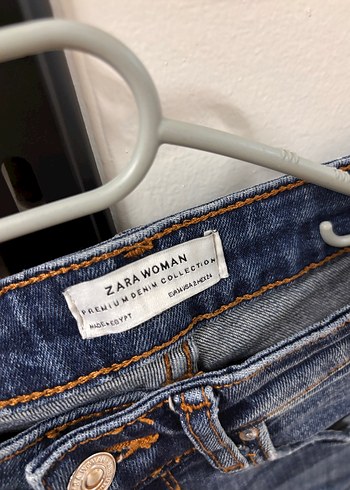 ZARA WOMAN
PREMIUM DENIM COLLECTION
MADE IN EGYPT